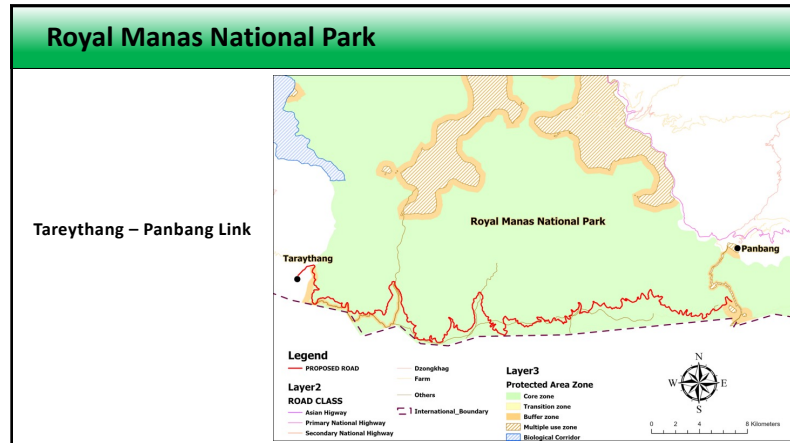 Royal Manas National Park
Tareythang – Panbang Link
Royal Manas National Park
Panbang
Taraythang
Legend
PROPOSED ROAD
Layer2
ROAD CLASS
Asian Higway
Primary National Highway
Secondary National Highway
Dzongkhag
Farm
Others
International_Boundary
Layer3
Protected Area Zone
Core zone
Transition zone
Buffer zone
Multiple use zone
Biological Corridor
N
W E
S
0 2 4 8 Kilometers